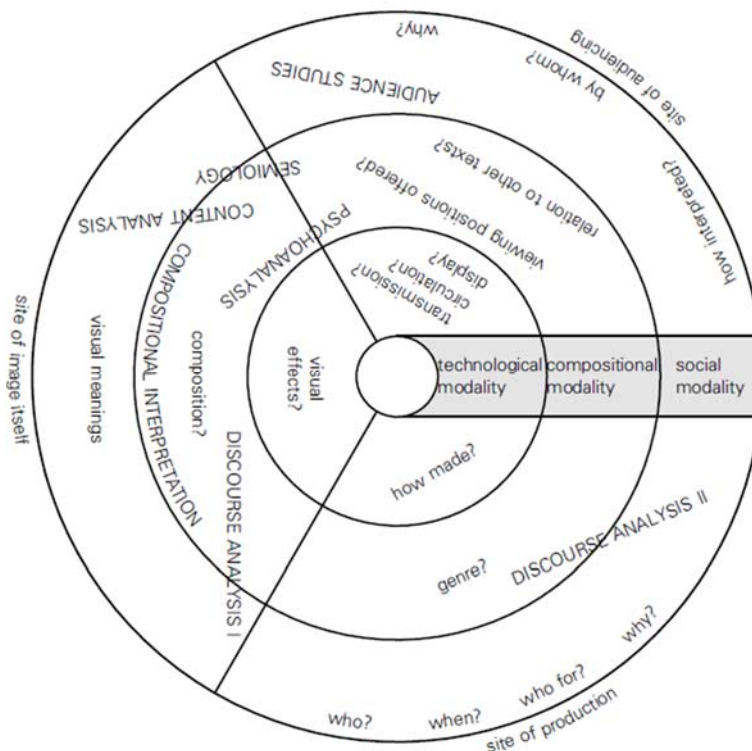 why?
by whom?
site of audiencing
AUDIENCE STUDIES
how interpreted?
relation to other texts?
viewing positions offered?
transmission?
circulation?
display?
SEMIOLOGY
CONTENT ANALYSIS
PSYCHOANALYSIS
COMPOSITIONAL INTERPRETATION
site of image itself
visual meanings
composition?
visual
effects?
DISCOURSE ANALYSIS I
technological
modality
compositional
modality
social
modality
how made?
genre?
DISCOURSE ANALYSIS II
who?
when?
who for?
why?
site of production